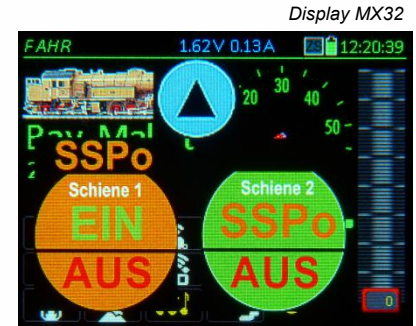 Display MX32
FAHR 1.62V 0.13A ZS 12:20:39
20 30 40 50
SSPo
Schiene 1 Schiene 2
EIN SSPo
AUS AUS
0